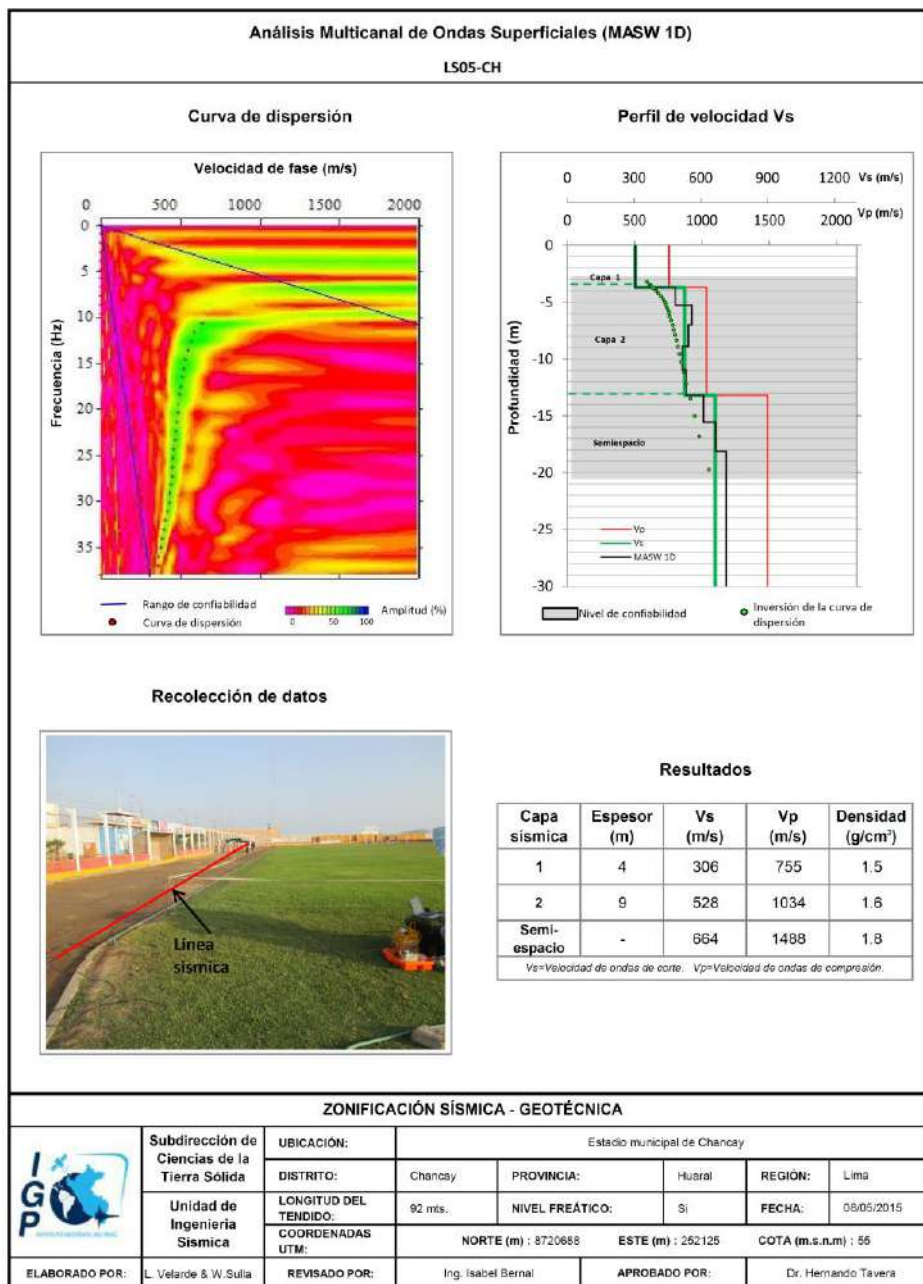 Análisis Multicanal de Ondas Superficiales (MASW 1D)
LS05-CH
Curva de dispersión
Velocidad de fase (m/s)
0 500 1000 1500 2000
Frecuencia (Hz)
0
5
10
15
20
25
30
35
Rango de confiabilidad
Curva de dispersión
Amplitud (%)
0 50 100
Perfil de velocidad Vs
0 300 600 900 1200 Vs (m/s)
0 500 1000 1500 2000 Vp (m/s)
Profundidad (m)
0
-5
-10
-15
-20
-25
-30
Capa 1
Capa 2
Semiespacio
Vp
Vs
MASW 1D
Nivel de confiabilidad
Inversión de la curva de
dispersión
Recolección de datos
Línea
sísmica
Resultados
Capa sísmica Espesor (m) Vs (m/s) Vp (m/s) Densidad (g/cm³)
1 4 306 755 1.5
2 9 528 1034 1.6
Semi-espacio - 664 1488 1.8
Vs=Velocidad de ondas de corte. Vp=Velocidad de ondas de compresión.
ZONIFICACIÓN SÍSMICA - GEOTÉCNICA
IGP
Subdirección de
Ciencias de la
Tierra Sólida
Unidad de
Ingenieria
Sísmica
UBICACIÓN: Estadio municipal de Chancay
DISTRITO: Chancay PROVINCIA: Huaral REGIÓN: Lima
LONGITUD DEL TENDIDO: 92 mts. NIVEL FREÁTICO: Si FECHA: 08/05/2015
COORDENADAS UTM: NORTE (m) : 8720688 ESTE (m) : 252125 COTA (m.s.n.m) : 55
ELABORADO POR: L. Velarde & W.Sulla REVISADO POR: Ing. Isabel Bernal APROBADO POR: Dr. Hernando Tavera